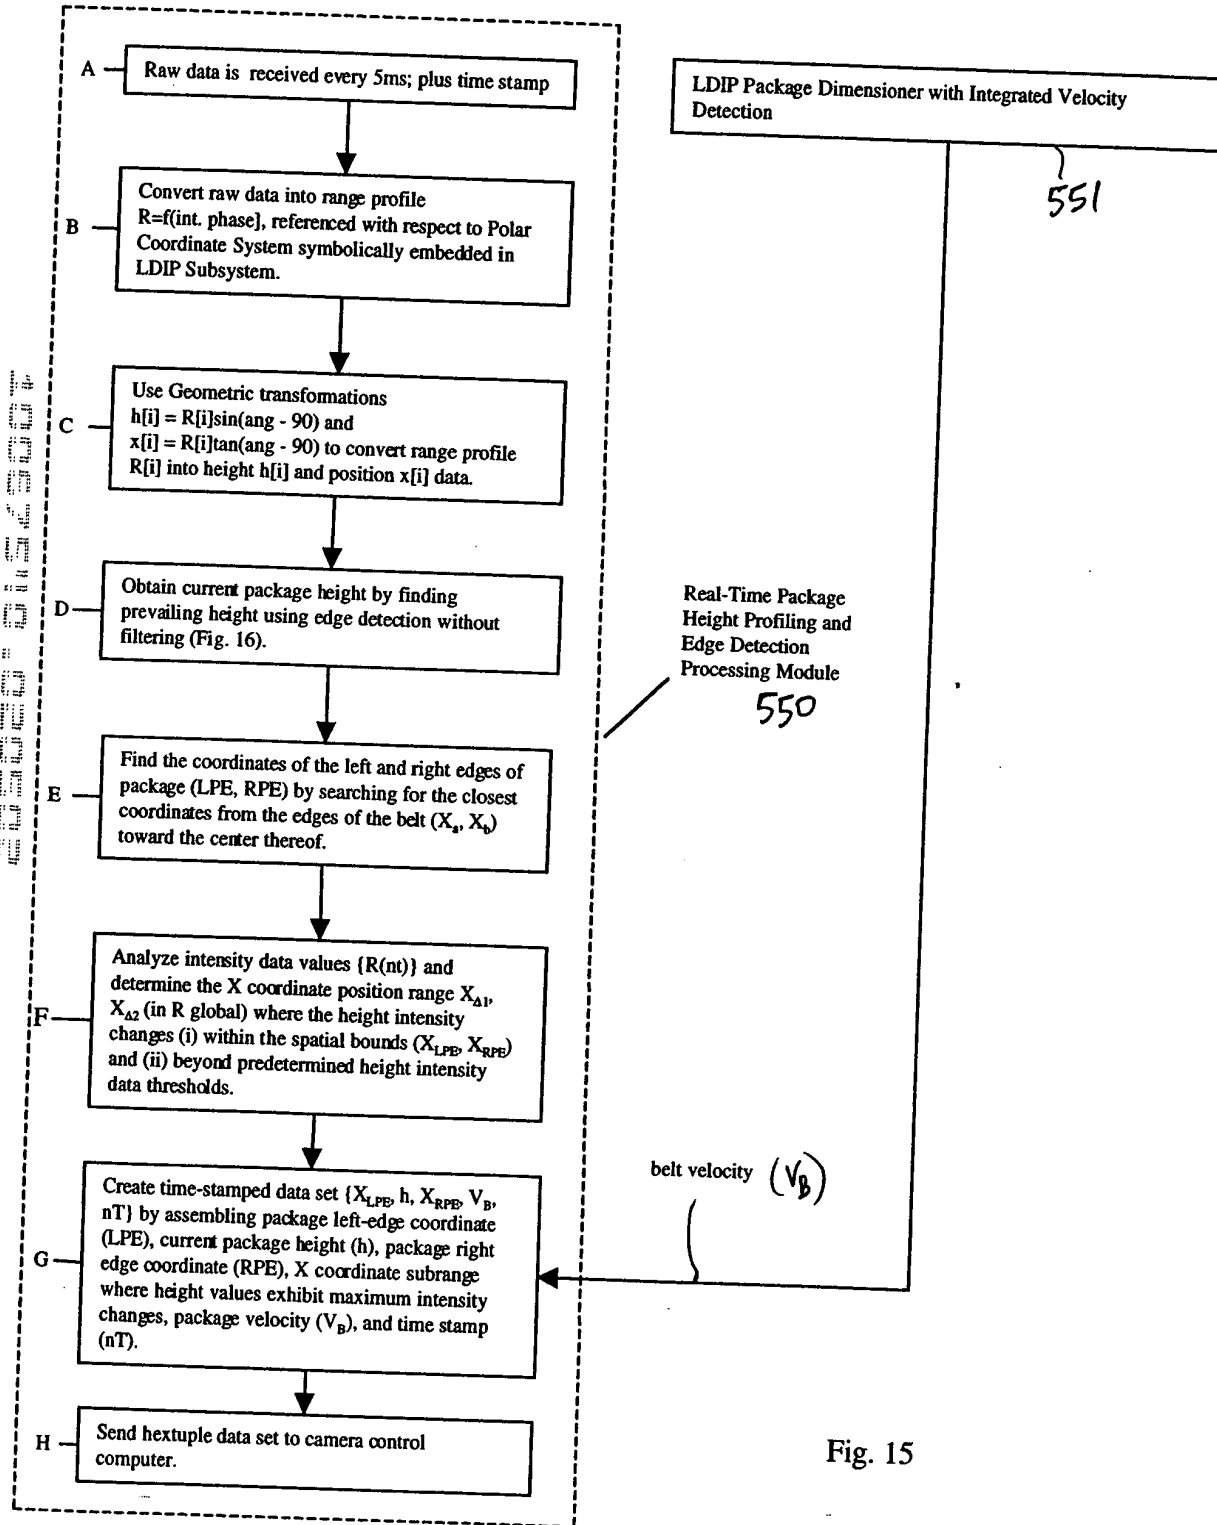 A
Raw data is received every 5ms; plus time stamp
B
Convert raw data into range profile
R=f(int. phase], referenced with respect to Polar
Coordinate System symbolically embedded in
LDIP Subsystem.
C
Use Geometric transformations
h[i] = R[i]sin(ang - 90) and
x[i] = R[i]tan(ang - 90) to convert range profile
R[i] into height h[i] and position x[i] data.
D
Obtain current package height by finding
prevailing height using edge detection without
filtering (Fig. 16).
E
Find the coordinates of the left and right edges of
package (LPE, RPE) by searching for the closest
coordinates from the edges of the belt (Xa, Xb)
toward the center thereof.
F
Analyze intensity data values {R(nt)} and
determine the X coordinate position range XΔ1,
XΔ2 (in R global) where the height intensity
changes (i) within the spatial bounds (XLPE, XRPE)
and (ii) beyond predetermined height intensity
data thresholds.
G
Create time-stamped data set {XLPE, h, XRPE, VB,
nT} by assembling package left-edge coordinate
(LPE), current package height (h), package right
edge coordinate (RPE), X coordinate subrange
where height values exhibit maximum intensity
changes, package velocity (VB), and time stamp
(nT).
H
Send hextuple data set to camera control
computer.
LDIP Package Dimensioner with Integrated Velocity
Detection
551
Real-Time Package
Height Profiling and
Edge Detection
Processing Module
550
belt velocity (VB)
Fig. 15